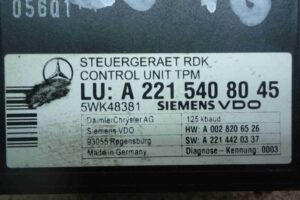 05601
STEUERGERAET RDK
CONTROL UNIT TPM
LU: A 221 540 80 45
5WK48381 SIEMENS VDO
DaimlerChrysler AG 125 kbaud
Siemens VDO HW: A 002 820 65 26
93055 Regensburg SW: A 221 442 03 37
Made in Germany Diagnose - Kennung: 0003